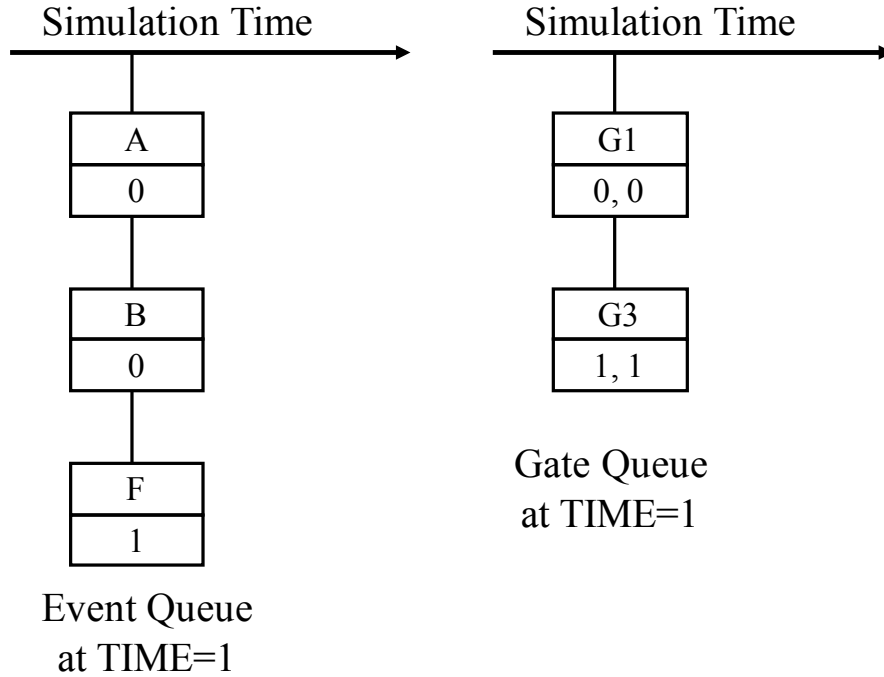 Simulation Time
A
0
B
0
F
1
Event Queue
at TIME=1
Simulation Time
G1
0, 0
G3
1, 1
Gate Queue
at TIME=1